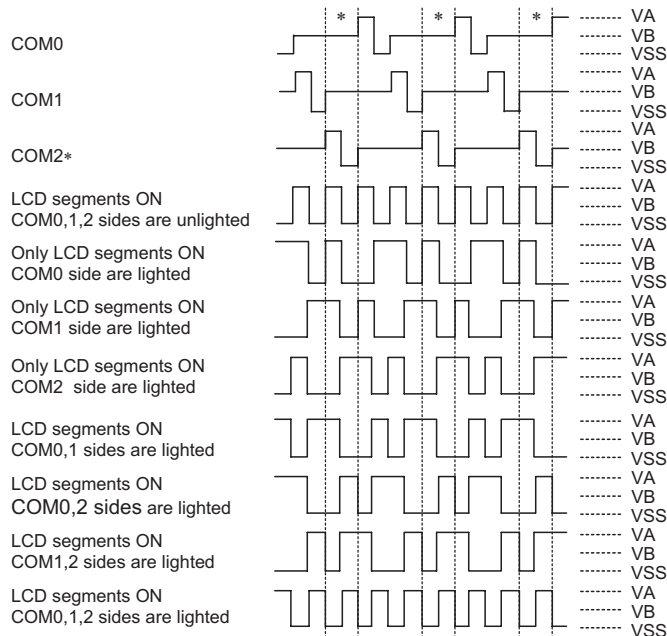 * * *
VA
COM0
VB
VSS
VA
COM1
VB
VSS
VA
COM2*
VB
VSS
LCD segments ON
COM0,1,2 sides are unlighted
VA
VB
VSS
Only LCD segments ON
COM0 side are lighted
VA
VB
VSS
Only LCD segments ON
COM1 side are lighted
VA
VB
VSS
Only LCD segments ON
COM2 side are lighted
VA
VB
VSS
LCD segments ON
COM0,1 sides are lighted
VA
VB
VSS
LCD segments ON
COM0,2 sides are lighted
VA
VB
VSS
LCD segments ON
COM1,2 sides are lighted
VA
VB
VSS
LCD segments ON
COM0,1,2 sides are lighted
VA
VB
VSS